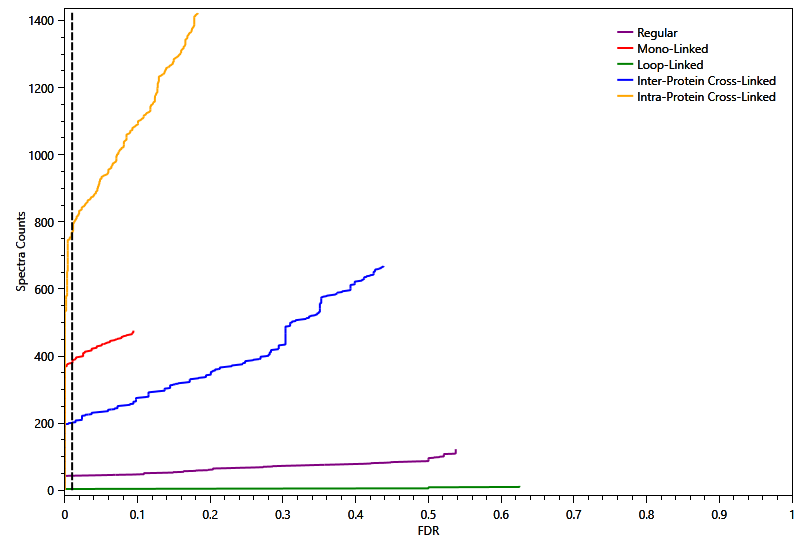 1400
1200
1000
800
600
400
200
0
Spectra Counts
Regular
Mono-Linked
Loop-Linked
Inter-Protein Cross-Linked
Intra-Protein Cross-Linked
0 0.1 0.2 0.3 0.4 0.5 0.6 0.7 0.8 0.9 1
FDR